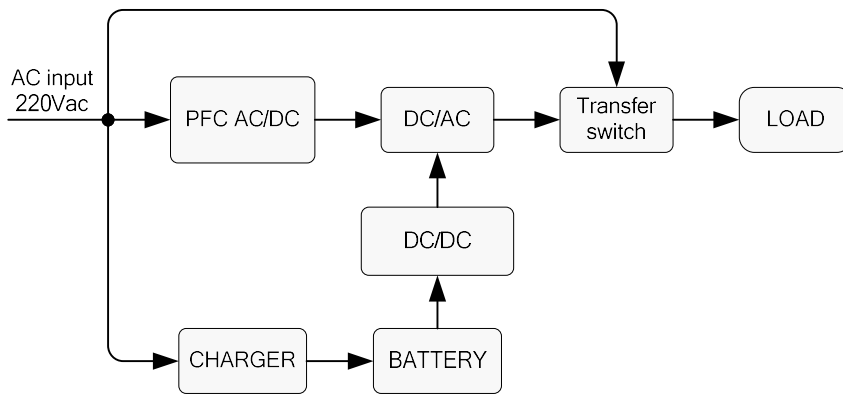 AC input
220Vac
PFC AC/DC
DC/AC
Transfer
switch
LOAD
DC/DC
CHARGER
BATTERY